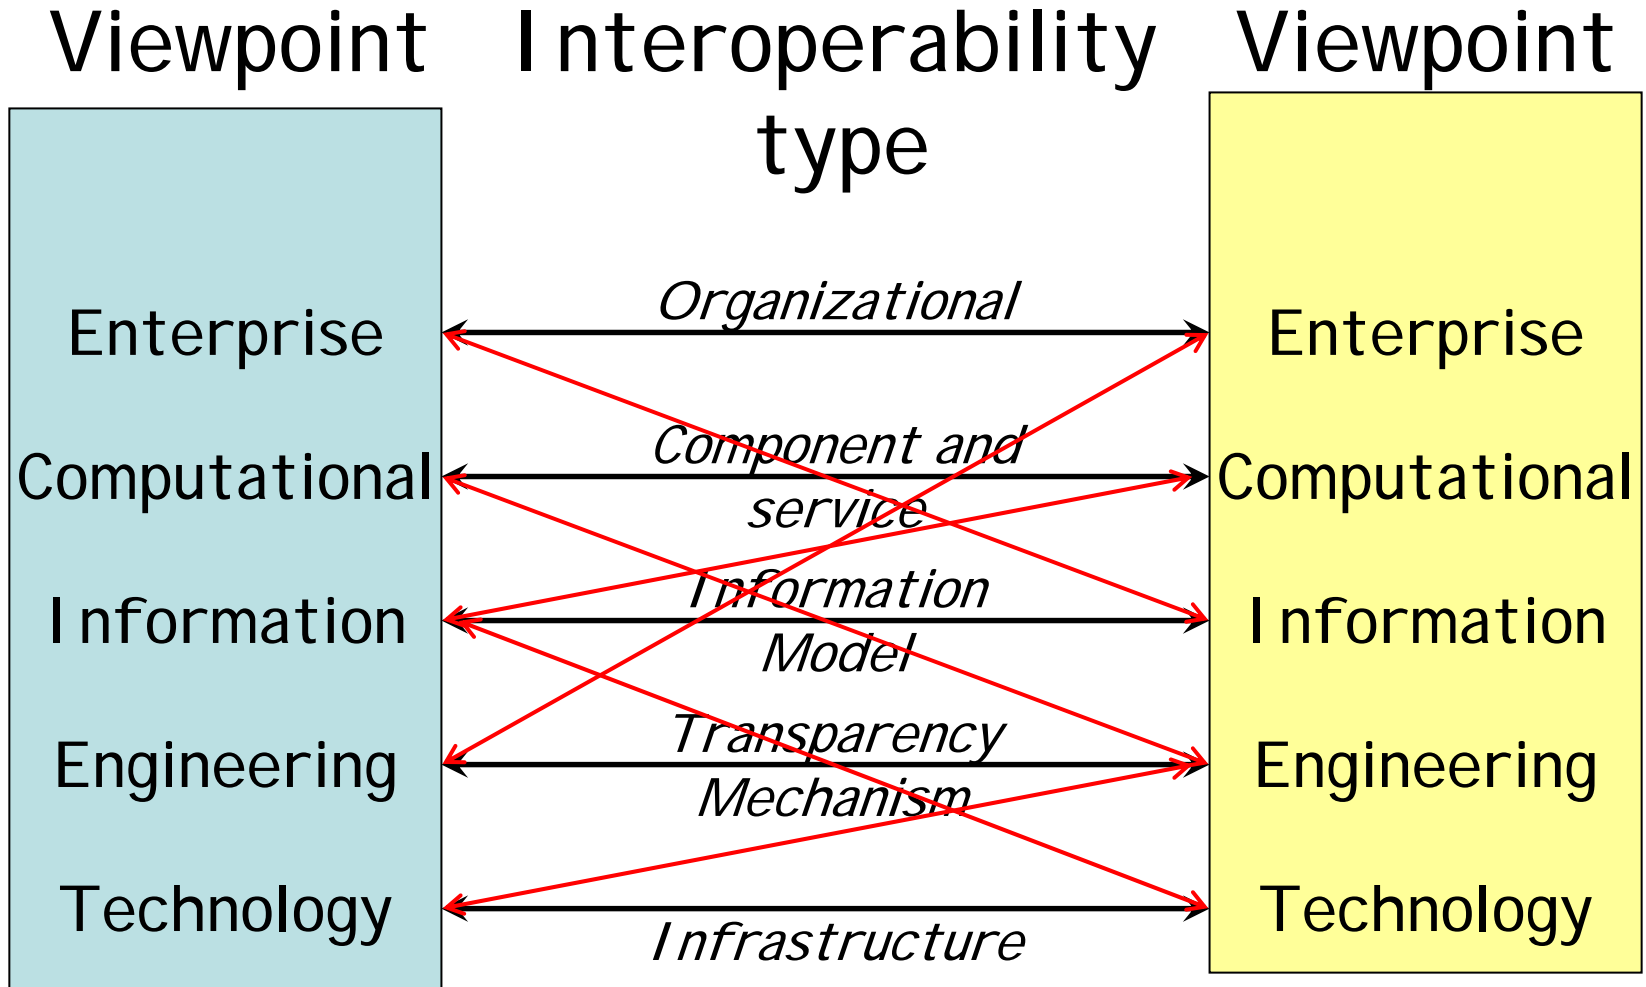 Viewpoint Interoperability Viewpoint
type
Organizational
Enterprise Enterprise
Component and
Computational Computational
service
Information
Information Information
Model
Transparency
Engineering Engineering
Mechanism
Technology Technology
Infrastructure